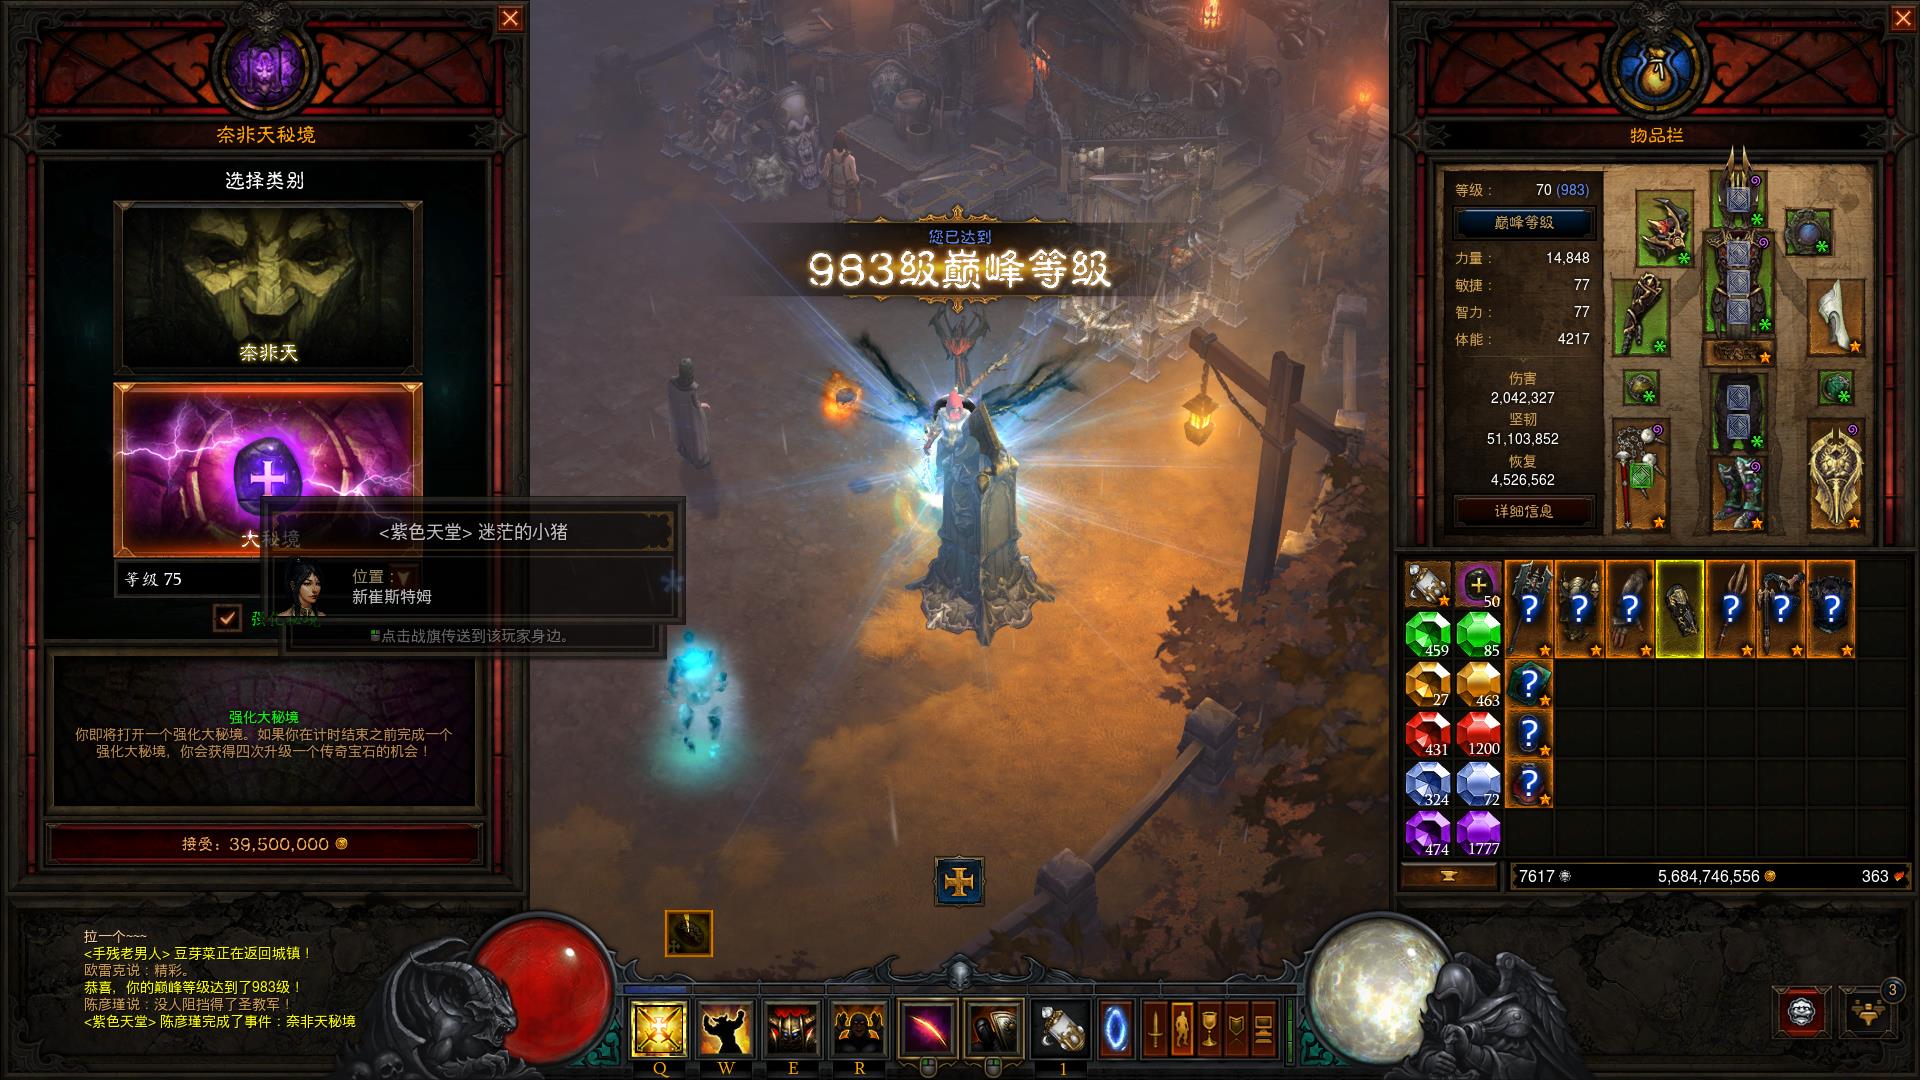 奈非天秘境
选择类别
奈非天
大秘境
等级 75
强化秘境
<紫色天堂> 迷茫的小猪
位置：
新崔斯特姆
点击战旗传送到该玩家身边。
强化大秘境
你即将打开一个强化大秘境。如果你在计时结束之前完成一个
强化大秘境，你会获得四次升级一个传奇宝石的机会！
接受：39,500,000
拉一个~~~
<手残老男人> 豆芽菜正在返回城镇！
欧雷克说：精彩。
恭喜，你的巅峰等级达到了983级！
陈彦瑾说：没人阻挡得了圣教军！
<紫色天堂> 陈彦瑾完成了事件：奈非天秘境
您已达到
983级巅峰等级
Q
W
E
R
1
物品栏
等级： 70 (983)
巅峰等级
力量： 14,848
敏捷： 77
智力： 77
体能： 4217
伤害
2,042,327
坚韧
51,103,852
恢复
4,526,562
详细信息
50
? ? ? ? ? ?
459 85
27 463 ?
431 1200 ?
324 72 ?
474 1777
7617 5,684,746,556 363
3